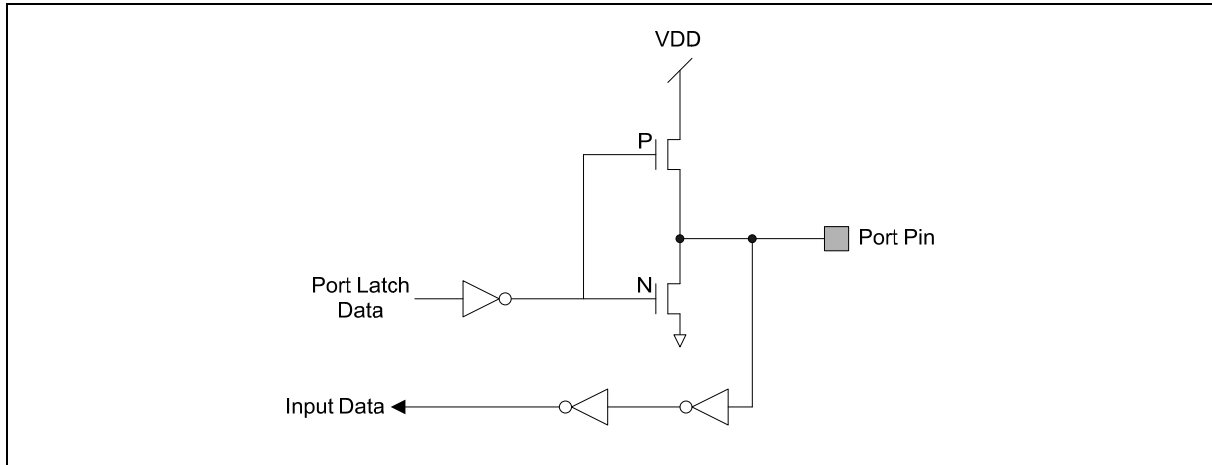 VDD
P
Port Pin
N
Port Latch
Data
Input Data